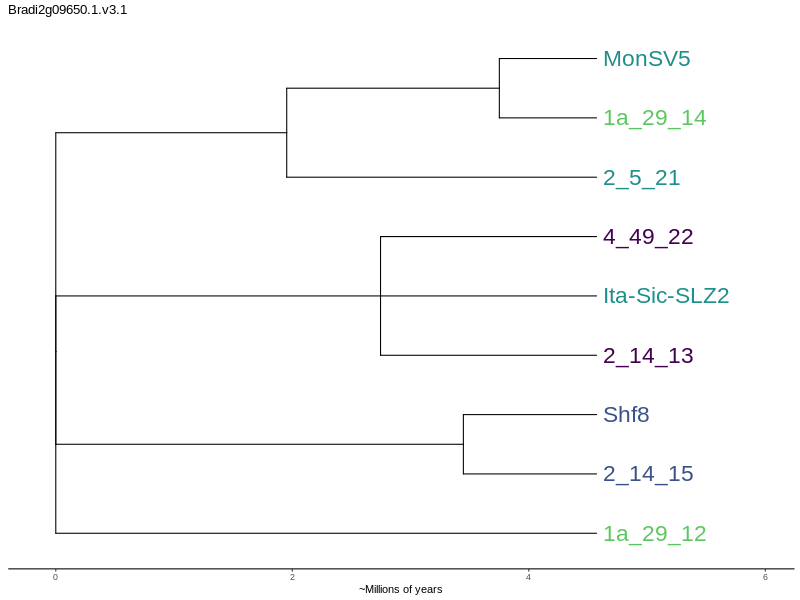 Bradi2g09650.1.v3.1
MonSV5
1a_29_14
2_5_21
4_49_22
Ita-Sic-SLZ2
2_14_13
Shf8
2_14_15
1a_29_12
0 2 4 6
~Millions of years